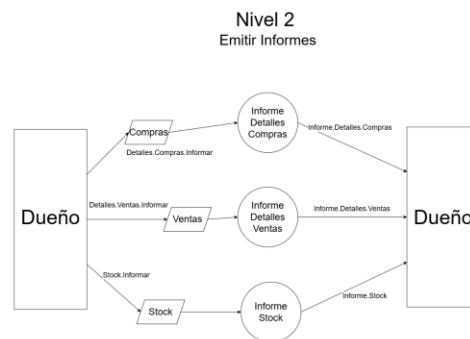 Nivel 2
Emitir Informes
Compras
Detalles.Compras.Informar
Informe
Detalles
Compras
Informe.Detalles.Compras
Dueño
Detalles.Ventas.Informar
Ventas
Informe
Detalles
Ventas
Informe.Detalles.Ventas
Dueño
Stock.Informar
Stock
Informe
Stock
Informe.Stock